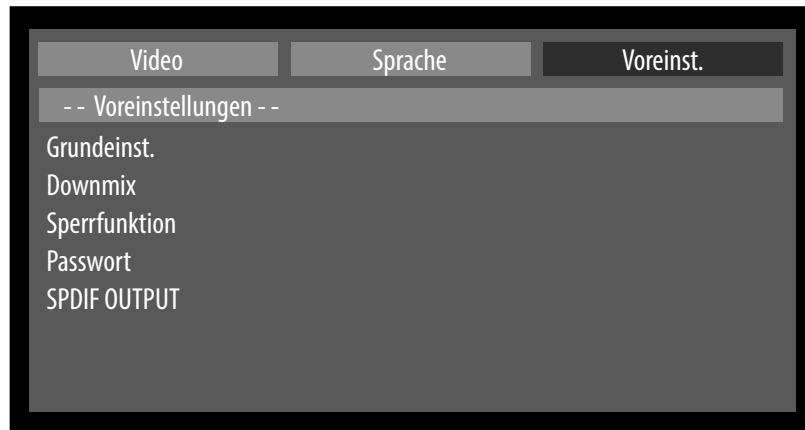 Video Sprache Voreinst.
- - Voreinstellungen - -
Grundeinst.
Downmix
Sperrfunktion
Passwort
SPDIF OUTPUT